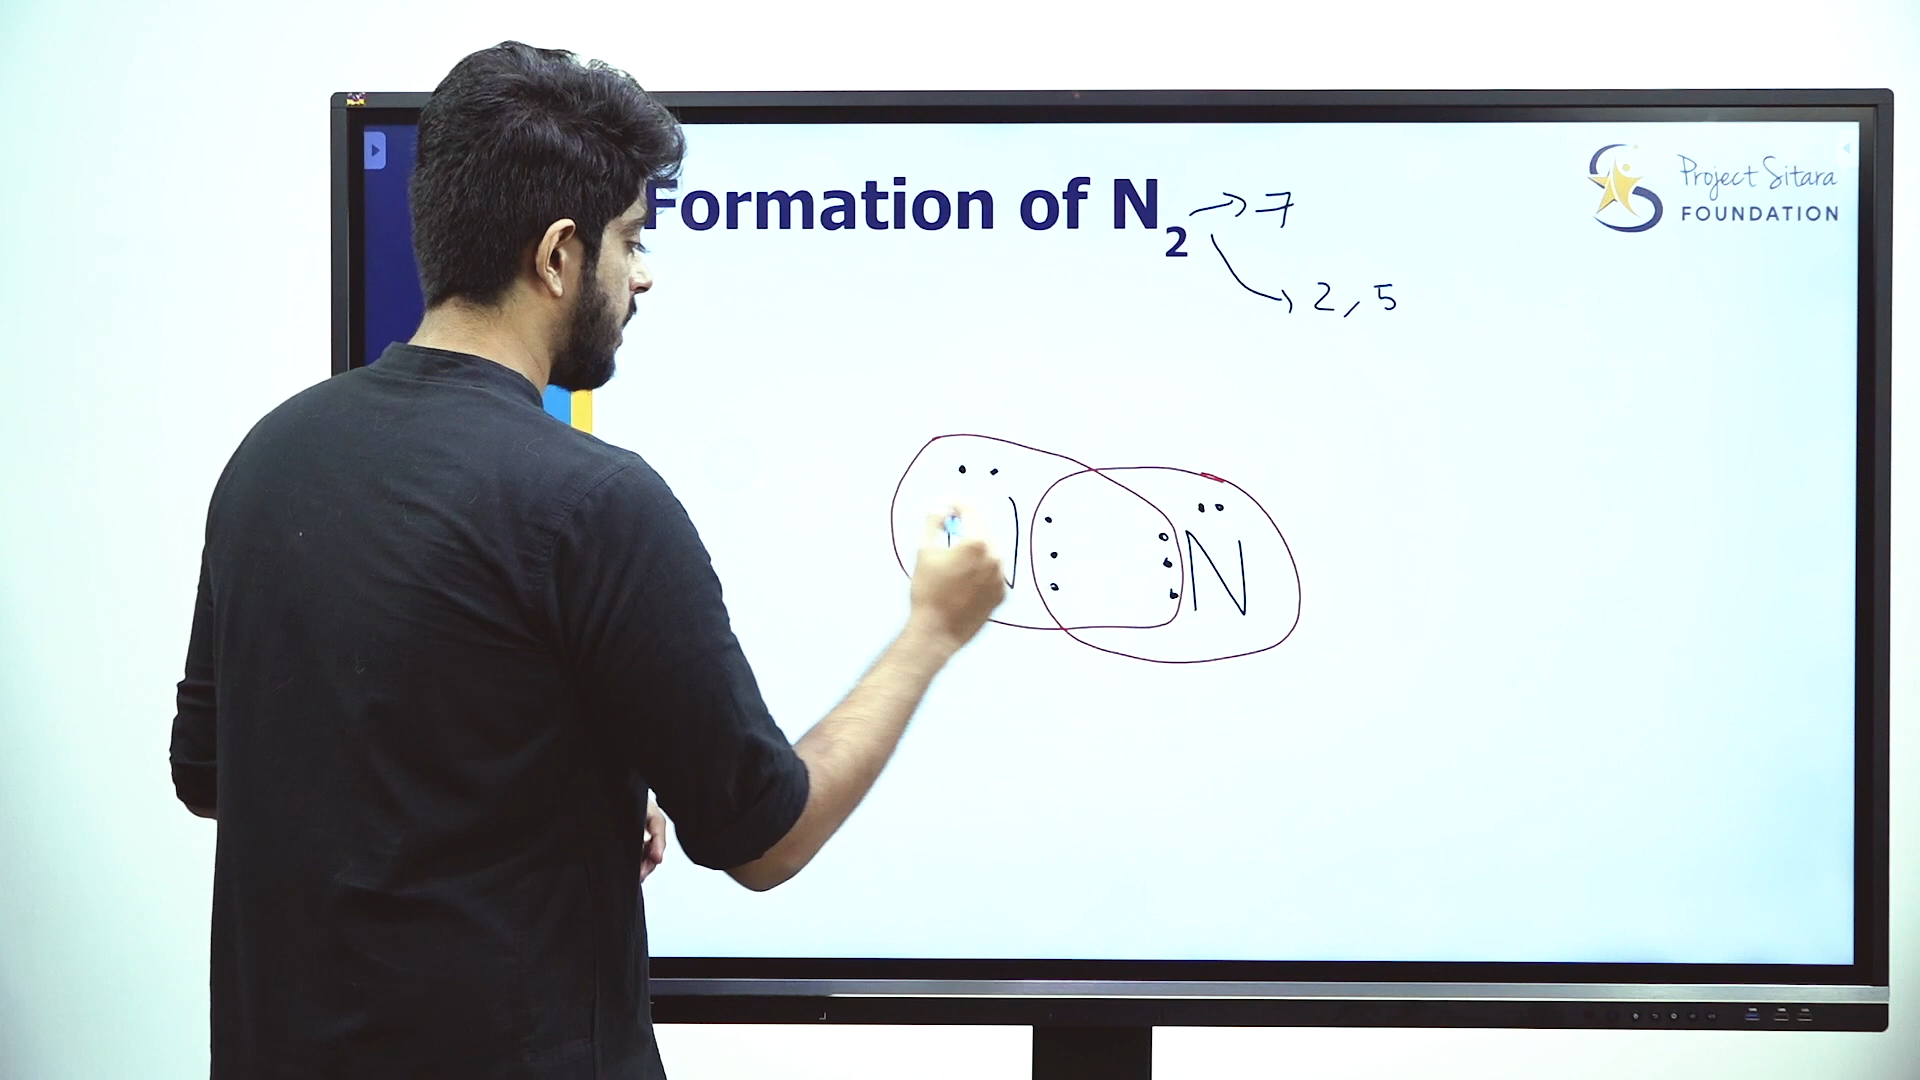 Formation of N2 → 7
→ 2, 5
Project Sitara
FOUNDATION
N